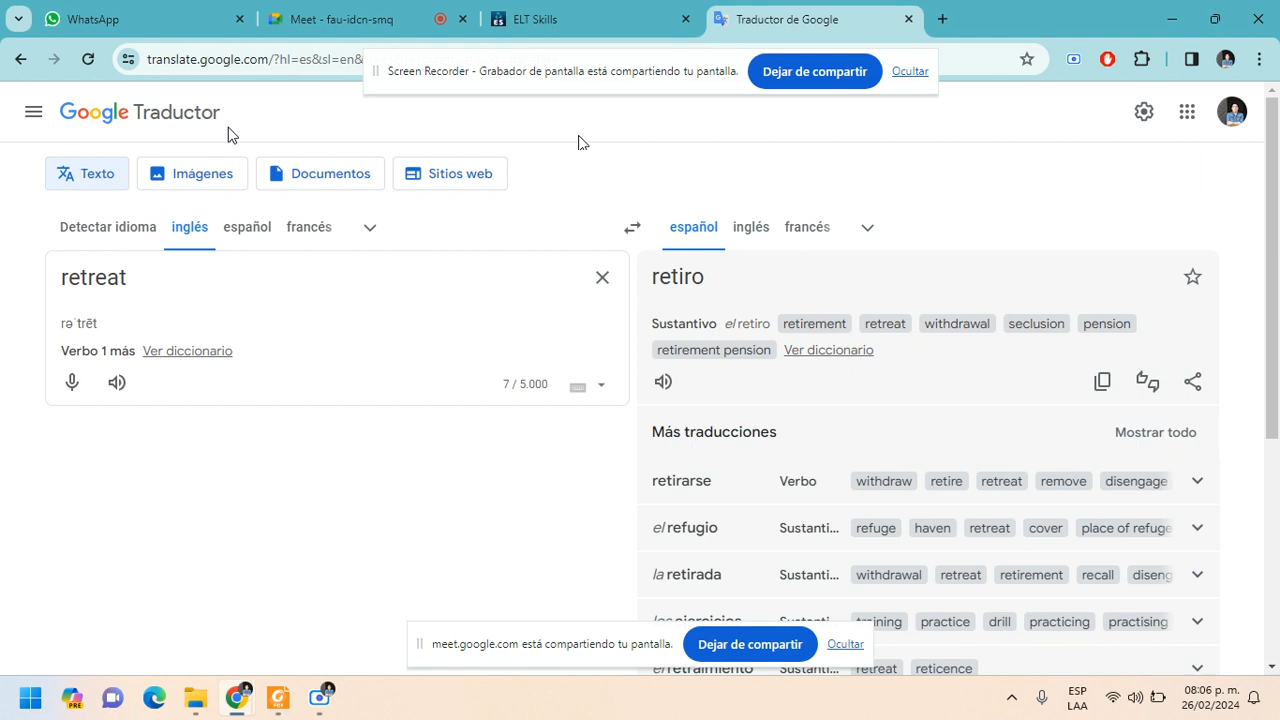 WhatsApp
Meet - fau-idcn-smq
ELT Skills
Traductor de Google
translate.google.com/?hl=es&sl=en&
Screen Recorder - Grabador de pantalla está compartiendo tu pantalla.
Dejar de compartir
Ocultar
Google Traductor
Texto
Imágenes
Documentos
Sitios web
Detectar idioma
inglés
español
francés
español
inglés
francés
retreat
retiro
rəˈtrēt
Sustantivo el retiro retirement retreat withdrawal seclusion pension
Verbo 1 más Ver diccionario
retirement pension Ver diccionario
7 / 5.000
Más traducciones
Mostrar todo
retirarse Verbo withdraw retire retreat remove disengage
el refugio Sustanti... refuge haven retreat cover place of refuge
la retirada Sustanti... withdrawal retreat retirement recall diseng
practice drill practicing practising
meet.google.com está compartiendo tu pantalla.
Dejar de compartir
Ocultar
retreat reticence
PRE
ESP
LAA
08:06 p. m.
26/02/2024